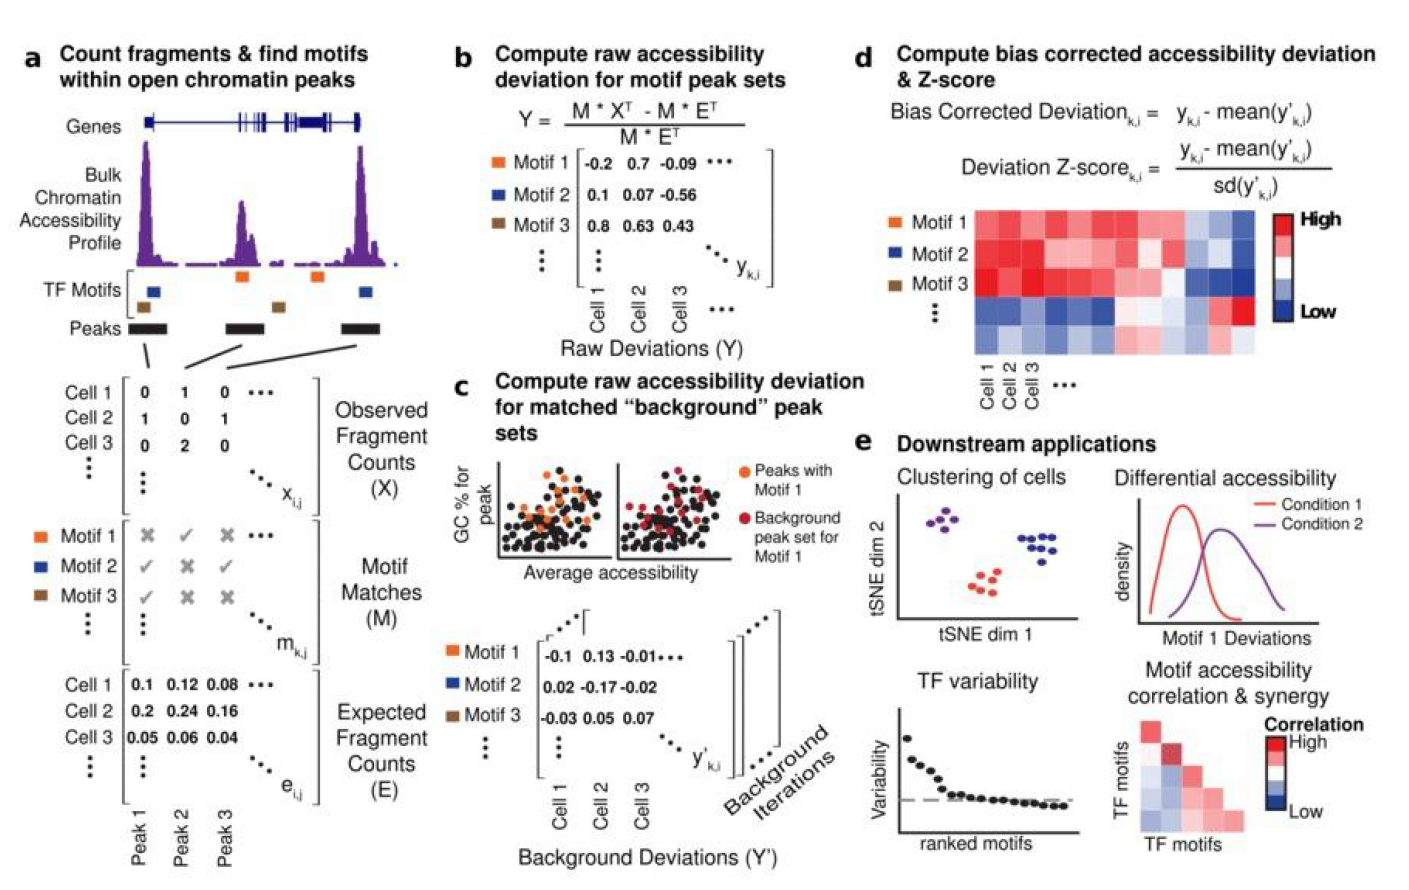 a Count fragments & find motifs
within open chromatin peaks
Genes
Bulk
Chromatin
Accessibility
Profile
TF Motifs
Peaks
Cell 1 0 1 0 •••
Cell 2 1 0 1
Cell 3 0 2 0
x i,j
Observed
Fragment
Counts
(X)
Motif 1 ✖ ✓ ✖ •••
Motif 2 ✓ ✖ ✓
Motif 3 ✓ ✖ ✖
m k,j
Motif
Matches
(M)
Cell 1 0.1 0.12 0.08 •••
Cell 2 0.2 0.24 0.16
Cell 3 0.05 0.06 0.04
e i,j
Expected
Fragment
Counts
(E)
Peak 1
Peak 2
Peak 3
b Compute raw accessibility
deviation for motif peak sets
Y = M * Xᵀ - M * Eᵀ
M * Eᵀ
Motif 1 -0.2 0.7 -0.09 •••
Motif 2 0.1 0.07 -0.56
Motif 3 0.8 0.63 0.43
y k,i
Cell 1
Cell 2
Cell 3
•••
Raw Deviations (Y)
c Compute raw accessibility deviation
for matched “background” peak
sets
GC % for
peak
Average accessibility
Peaks with
Motif 1
Background
peak set for
Motif 1
Motif 1 -0.1 0.13 -0.01 •••
Motif 2 0.02 -0.17 -0.02
Motif 3 -0.03 0.05 0.07
y' k,i
Cell 1
Cell 2
Cell 3
Background
Iterations
Background Deviations (Y')
d Compute bias corrected accessibility deviation
& Z-score
Bias Corrected Deviation k,i = y k,i - mean(y' k,i)
Deviation Z-score k,i = y k,i - mean(y' k,i)
sd(y' k,i)
Motif 1
Motif 2
Motif 3
High
Low
Cell 1
Cell 2
Cell 3
•••
e Downstream applications
Clustering of cells
tSNE dim 2
tSNE dim 1
Differential accessibility
Condition 1
Condition 2
density
Motif 1 Deviations
TF variability
Variability
ranked motifs
Motif accessibility
correlation & synergy
Correlation
High
Low
TF motifs
TF motifs